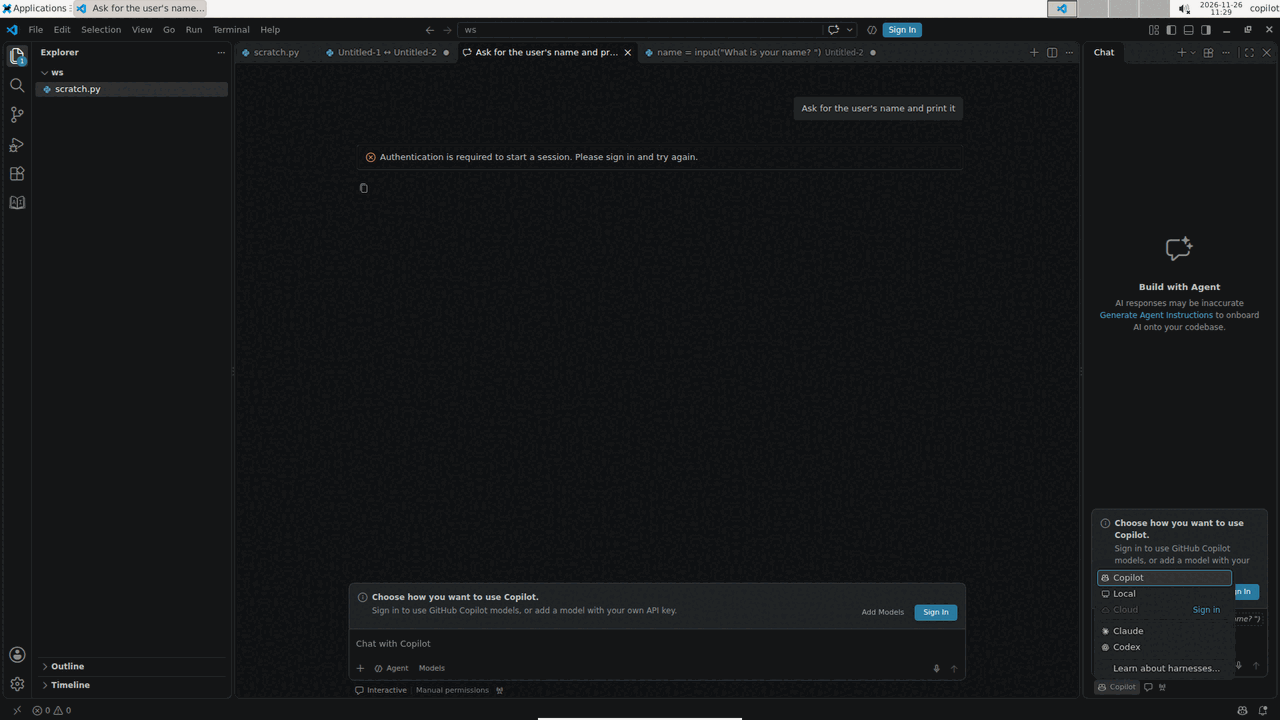 Applications
Ask for the user's name...
2026-11-26
11:29
copilot
File Edit Selection View Go Run Terminal Help
ws
Sign In
Explorer
ws
scratch.py
Outline
Timeline
scratch.py
Untitled-1 ↔ Untitled-2
Ask for the user's name and pr...
name = input("What is your name? ") Untitled-2
Ask for the user's name and print it
Authentication is required to start a session. Please sign in and try again.
Choose how you want to use Copilot.
Sign in to use GitHub Copilot models, or add a model with your own API key.
Add Models
Sign In
Chat with Copilot
Agent
Models
Interactive
Manual permissions
Chat
Build with Agent
AI responses may be inaccurate
Generate Agent Instructions to onboard
AI onto your codebase.
Choose how you want to use
Copilot.
Sign in to use GitHub Copilot
models, or add a model with your
Copilot
Local
Cloud Sign in
Claude
Codex
Learn about harnesses...
Copilot
0 0
1